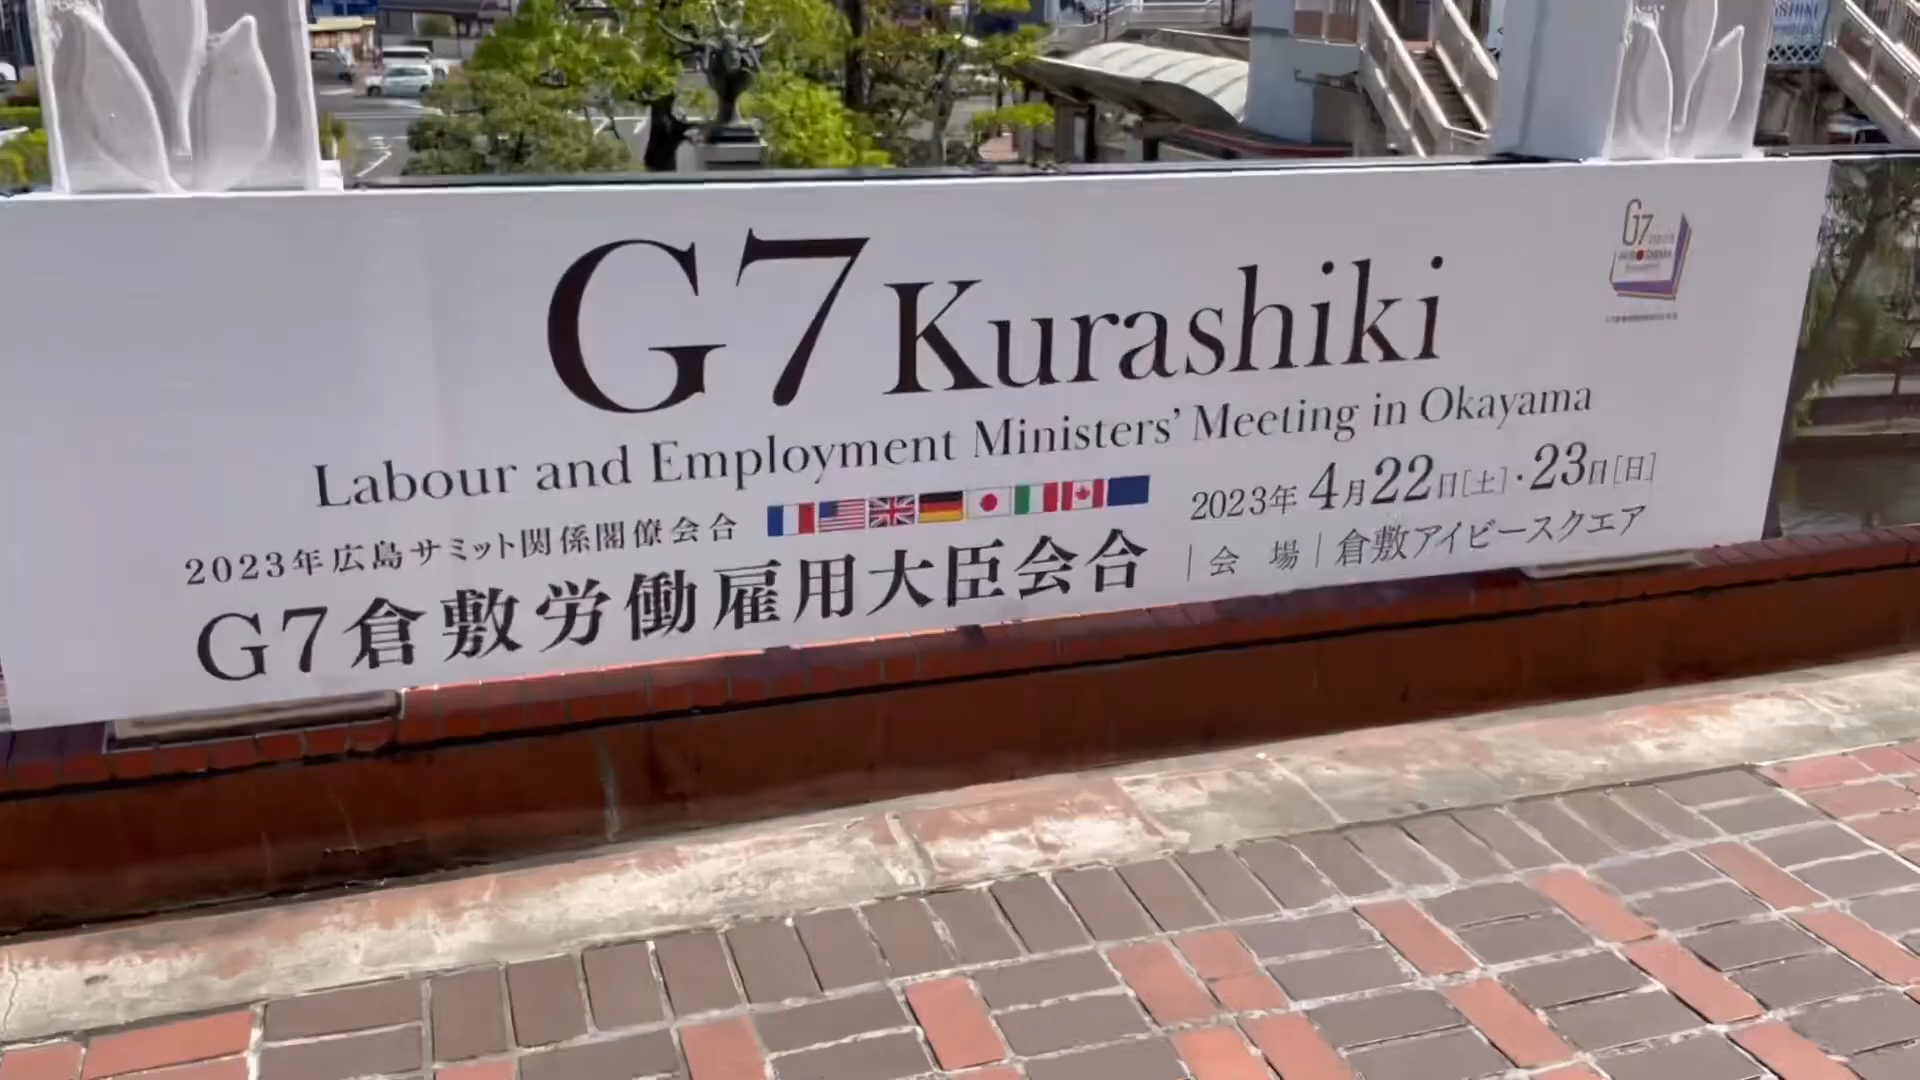 G7 Kurashiki
Labour and Employment Ministers' Meeting in Okayama
2023年広島サミット関係閣僚会合
G7倉敷労働雇用大臣会合
2023年4月22日[土]・23日[日]
会場|倉敷アイビースクエア
G7